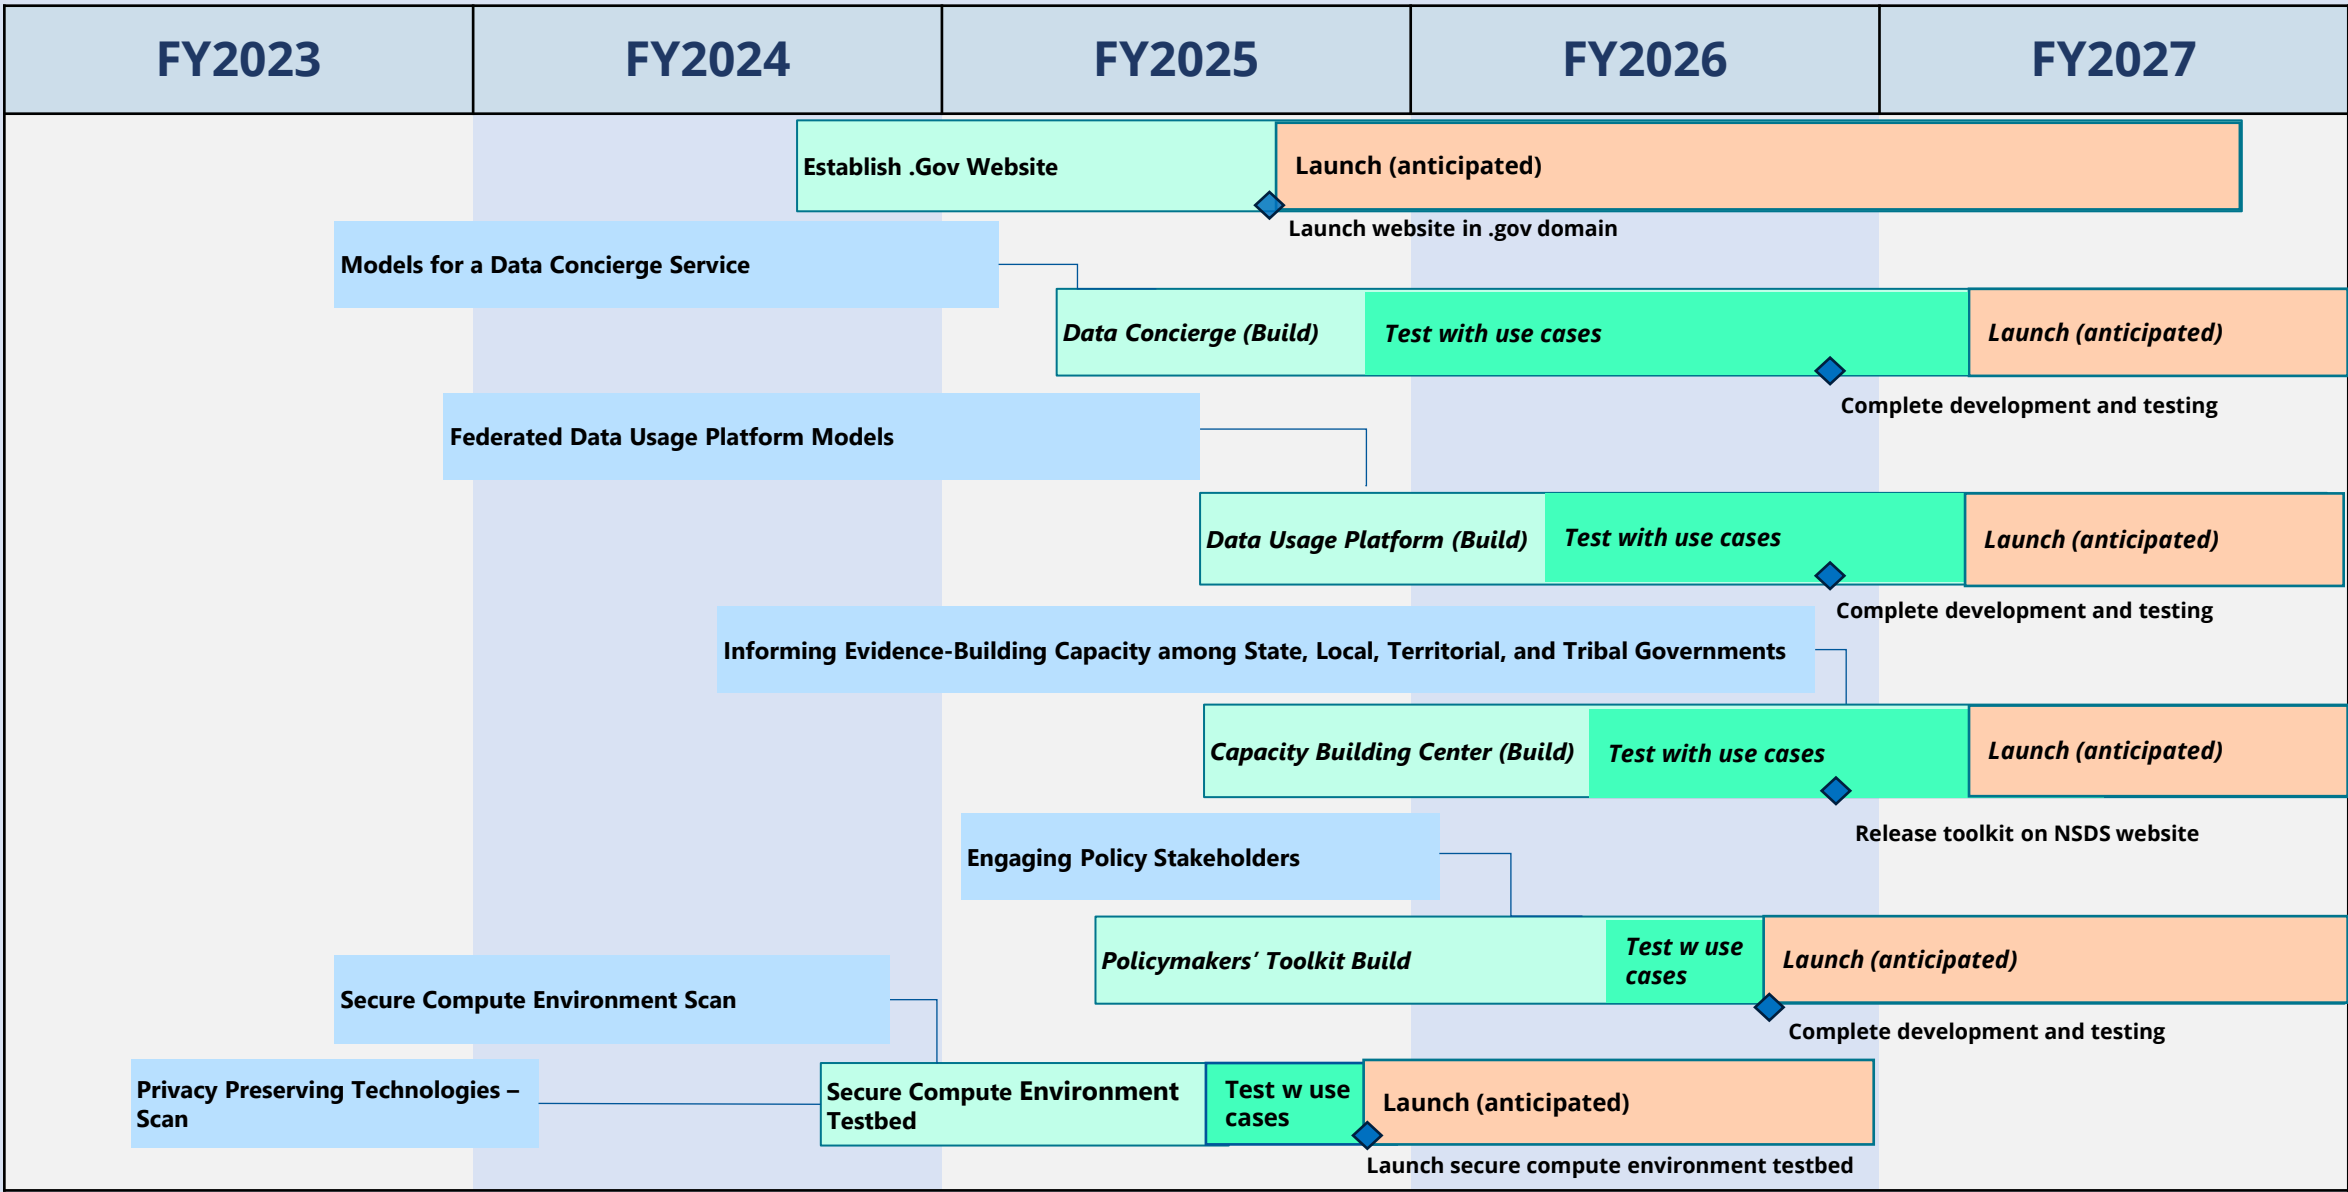 FY2023
FY2024
FY2025
FY2026
FY2027
Establish .Gov Website
Launch (anticipated)
Launch website in .gov domain
Models for a Data Concierge Service
Data Concierge (Build)
Test with use cases
Launch (anticipated)
Complete development and testing
Federated Data Usage Platform Models
Data Usage Platform (Build)
Test with use cases
Launch (anticipated)
Complete development and testing
Informing Evidence-Building Capacity among State, Local, Territorial, and Tribal Governments
Capacity Building Center (Build)
Test with use cases
Launch (anticipated)
Release toolkit on NSDS website
Engaging Policy Stakeholders
Policymakers’ Toolkit Build
Test w use
cases
Launch (anticipated)
Complete development and testing
Secure Compute Environment Scan
Privacy Preserving Technologies –
Scan
Secure Compute Environment
Testbed
Test w use
cases
Launch (anticipated)
Launch secure compute environment testbed